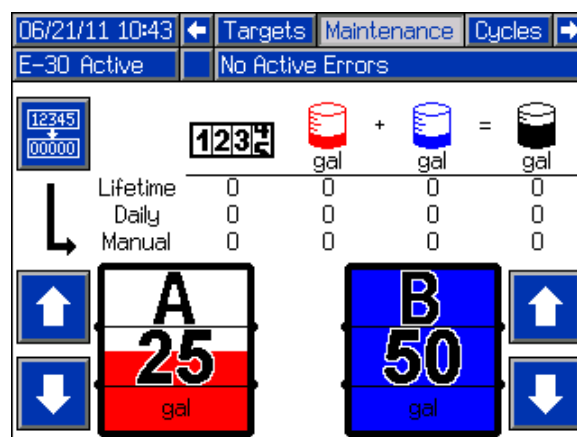 06/21/11 10:43 Targets Maintenance Cycles
E-30 Active No Active Errors
12345
00000
123
+ =
gal gal gal
Lifetime 0 0 0 0
Daily 0 0 0 0
Manual 0 0 0 0
A B
25 50
gal gal